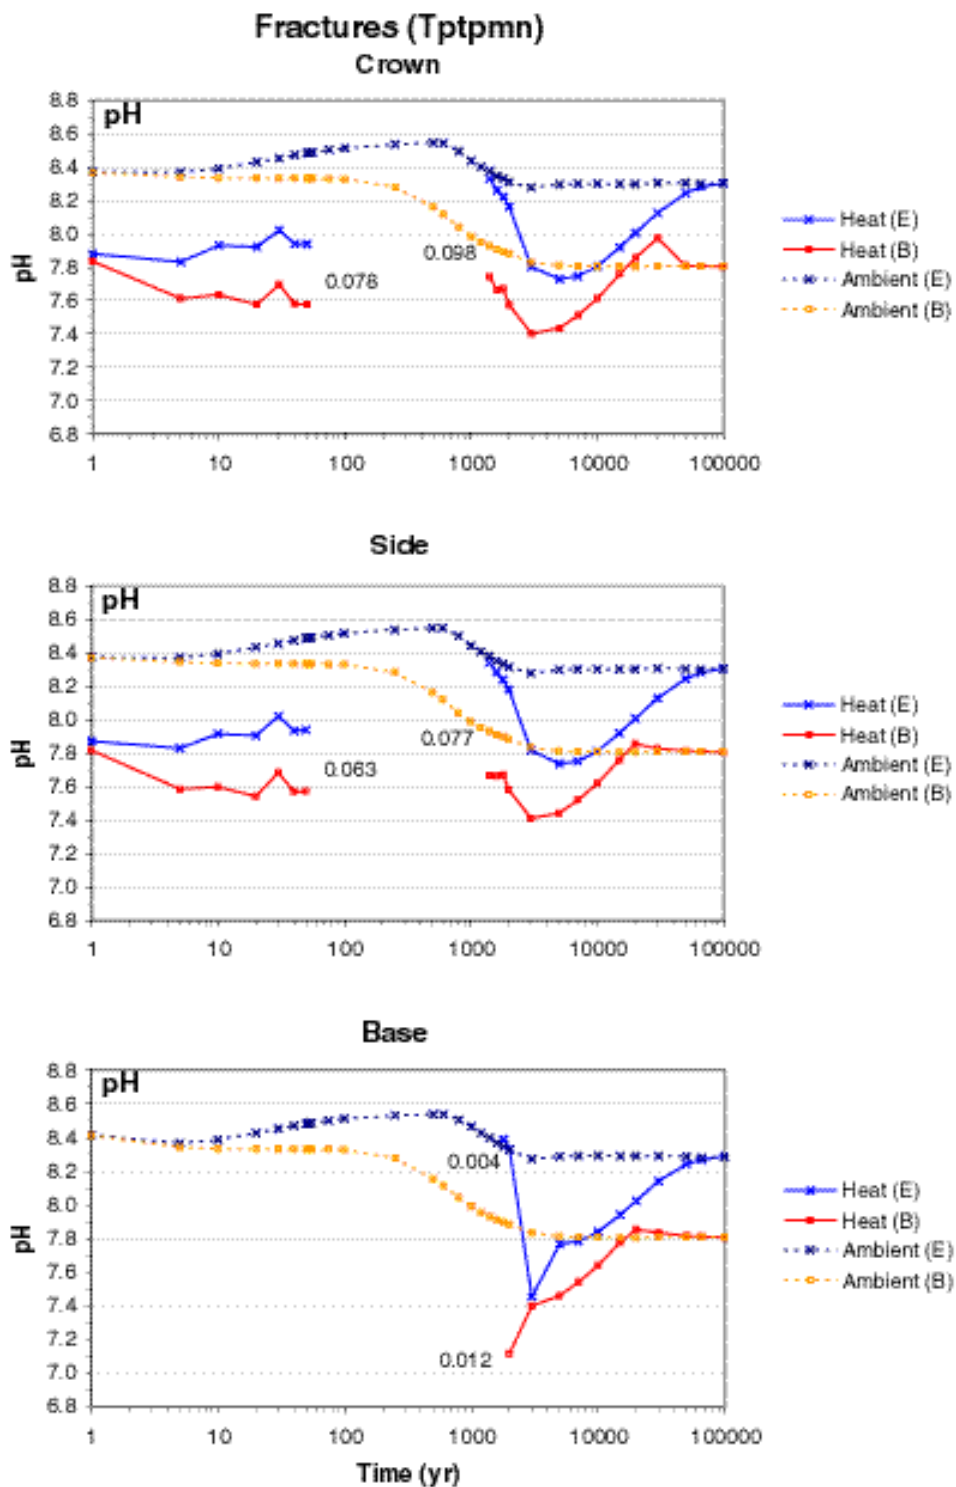 Fractures (Tptpmn)
Crown
pH
8.8
8.6
8.4
8.2
8.0
7.8
7.6
7.4
7.2
7.0
6.8
pH
0.078
0.098
1 10 100 1000 10000 100000
Heat (E)
Heat (B)
Ambient (E)
Ambient (B)
Side
pH
8.8
8.6
8.4
8.2
8.0
7.8
7.6
7.4
7.2
7.0
6.8
pH
0.063
0.077
1 10 100 1000 10000 100000
Heat (E)
Heat (B)
Ambient (E)
Ambient (B)
Base
pH
8.8
8.6
8.4
8.2
8.0
7.8
7.6
7.4
7.2
7.0
6.8
pH
0.004
0.012
1 10 100 1000 10000 100000
Time (yr)
Heat (E)
Heat (B)
Ambient (E)
Ambient (B)